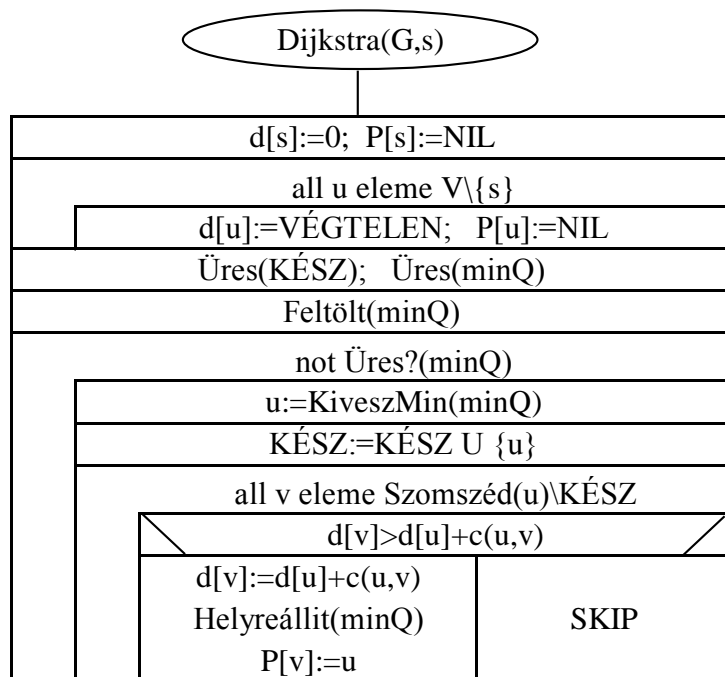 Dijkstra(G,s)
d[s]:=0; P[s]:=NIL
all u eleme V\{s}
d[u]:=VÉGTELEN; P[u]:=NIL
Üres(KÉSZ); Üres(minQ)
Feltölt(minQ)
not Üres?(minQ)
u:=KiveszMin(minQ)
KÉSZ:=KÉSZ U {u}
all v eleme Szomszéd(u)\KÉSZ
d[v]>d[u]+c(u,v)
d[v]:=d[u]+c(u,v)
Helyreállit(minQ)
P[v]:=u
SKIP